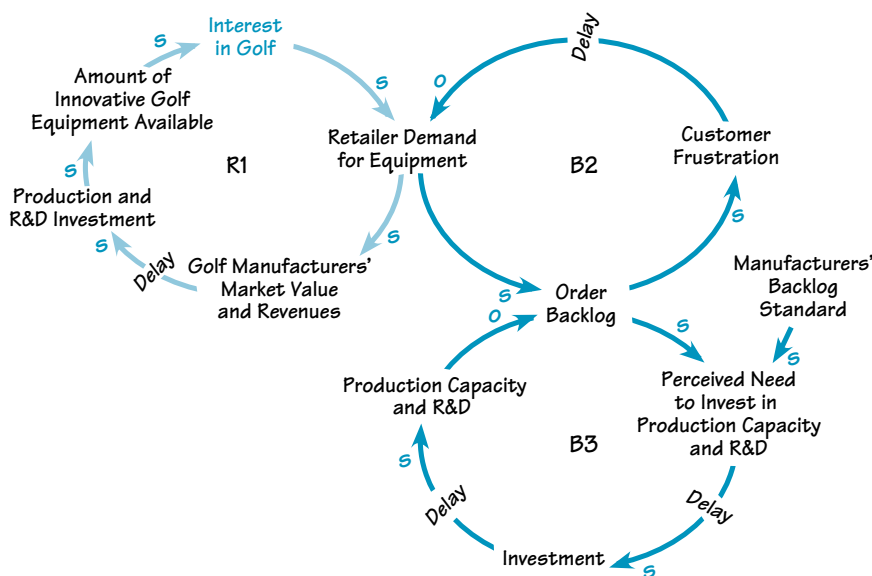 Interest
in Golf
S
S
Amount of
Innovative Golf
Equipment Available
S
Production and
R&D Investment
S
Delay
Golf Manufacturers'
Market Value
and Revenues
S
R1
Retailer Demand
for Equipment
O
Delay
B2
Customer
Frustration
S
S
Order
Backlog
O
S
Manufacturers'
Backlog
Standard
S
Perceived Need
to Invest in
Production Capacity
and R&D
Production Capacity
and R&D
B3
S
Delay
Delay
Investment
S